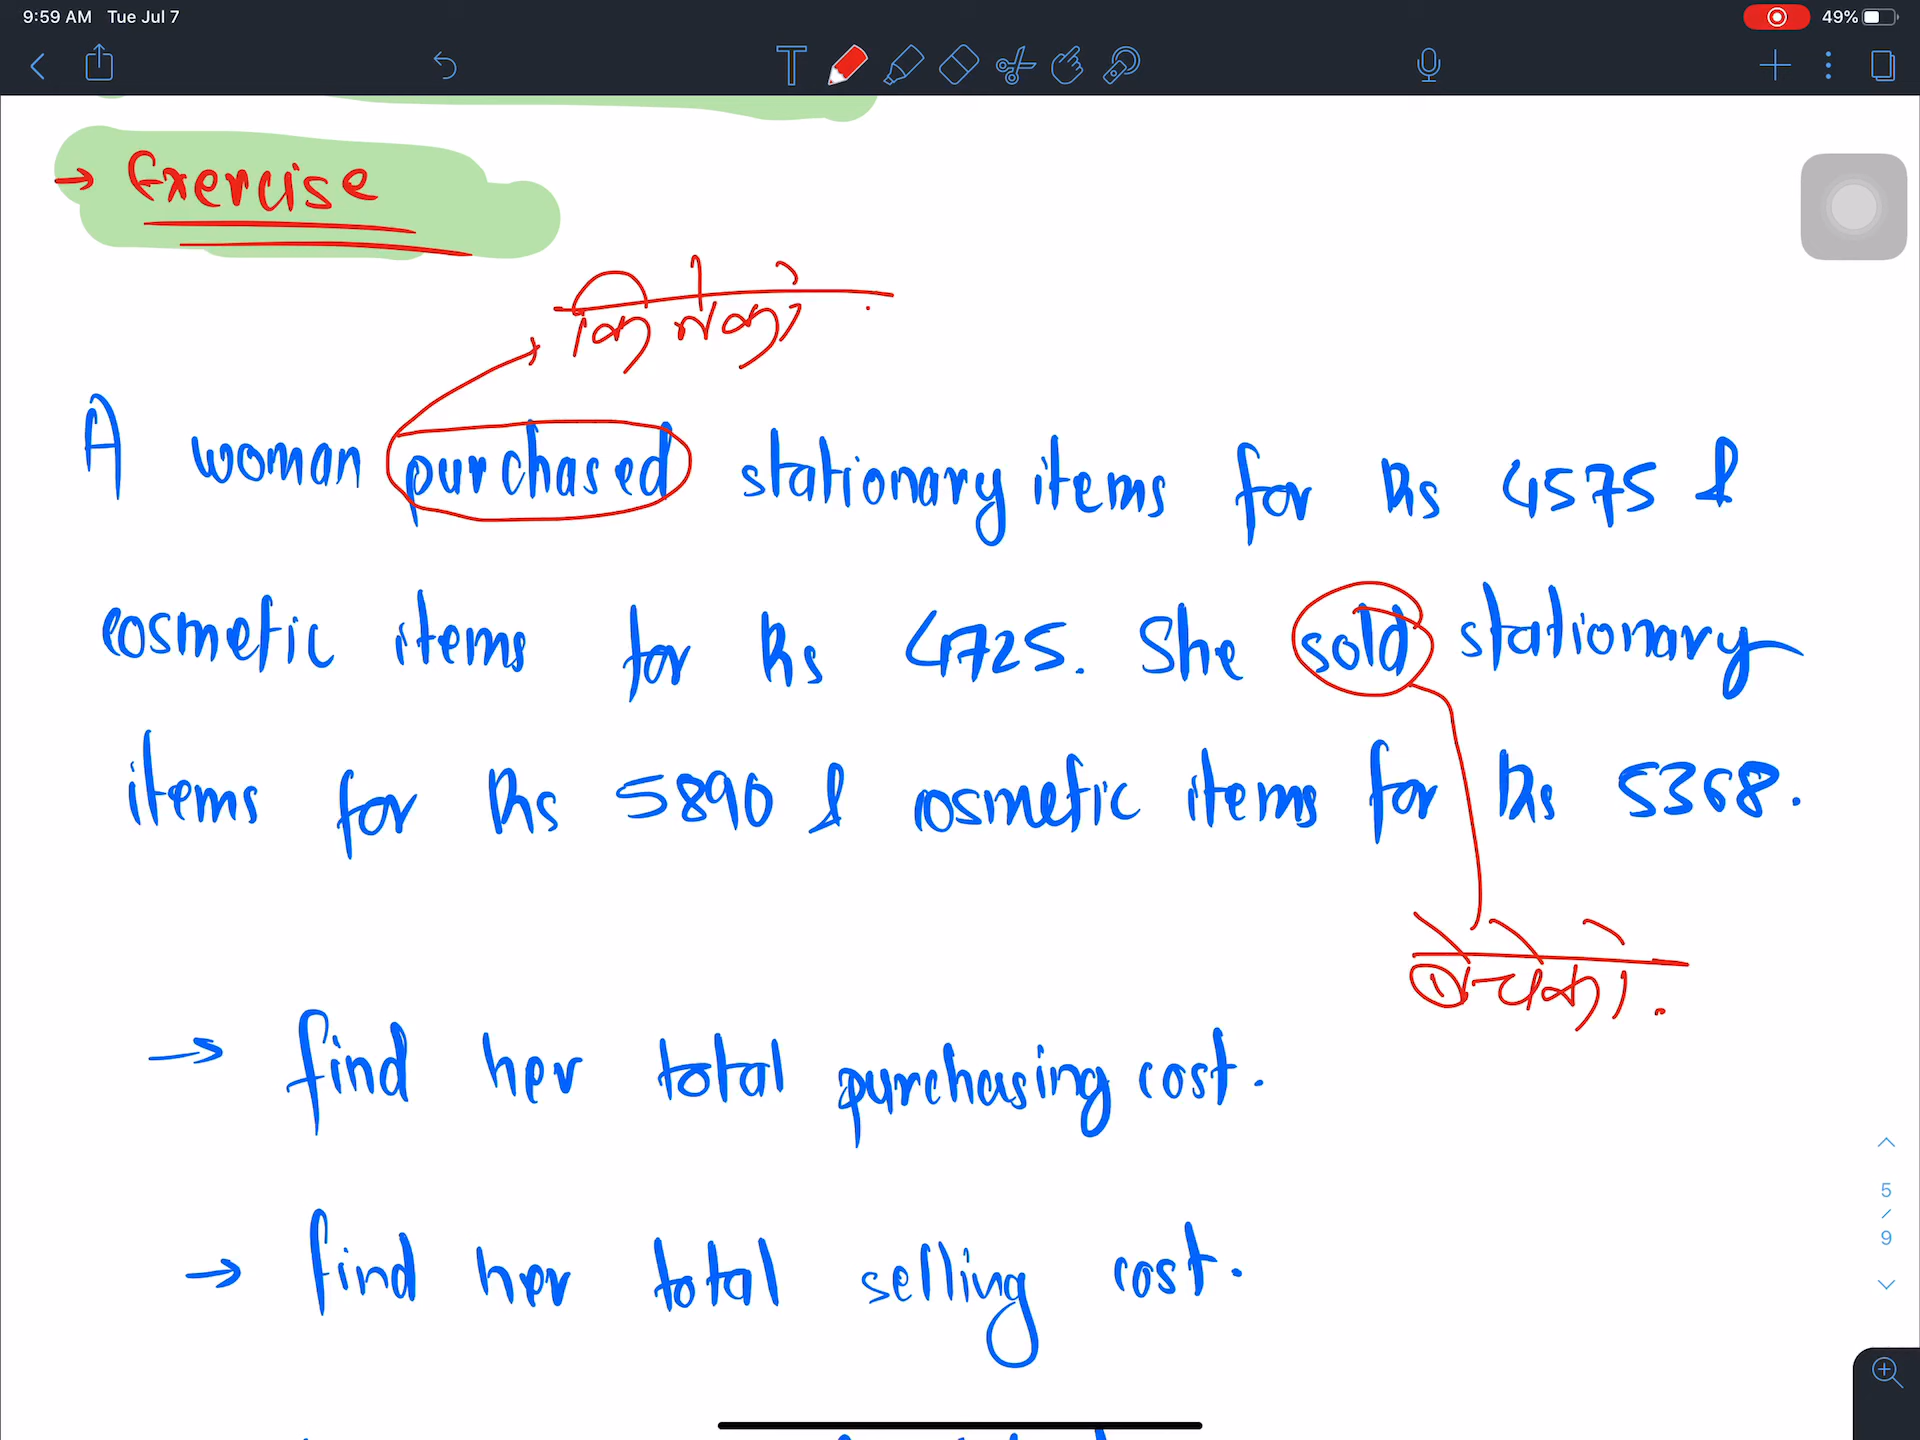 9:59 AM Tue Jul 7
49%
→ Exercise
A woman purchased stationary items for Rs 4575 &
cosmetic items for Rs 4725. She sold stationary
items for Rs 5890 & cosmetic items for Rs 5368.
→ find her total purchasing cost.
→ find her total selling cost.
5
/
9